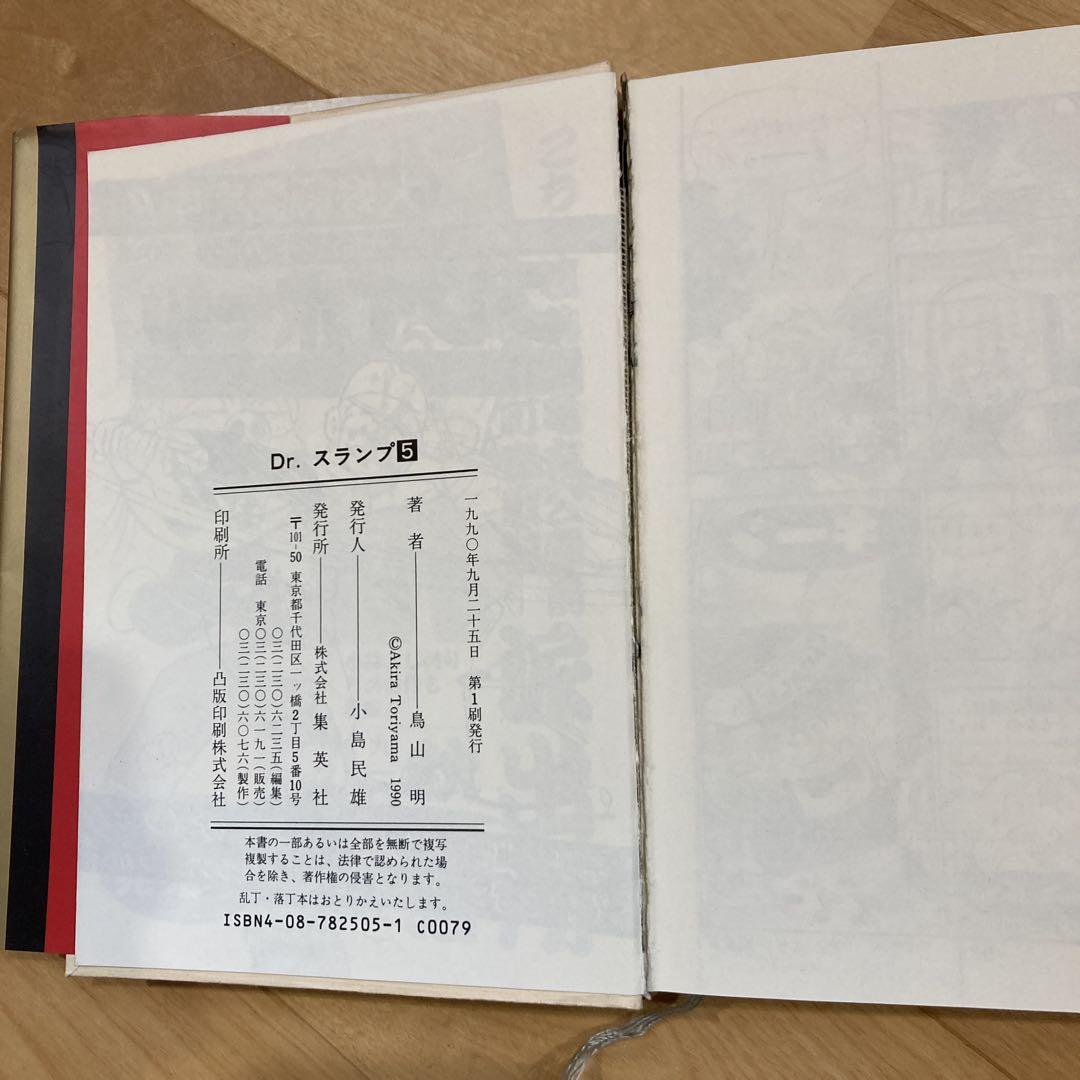 Dr. スランプ5
一九九〇年九月二十五日 第1刷発行
著者 鳥山明
©Akira Toriyama 1990
発行人 小島民雄
発行所 株式会社 集英社
〒101-50 東京都千代田区一ッ橋2丁目5番10号
〇三(二三〇)六二三五(編集)
電話 東京〇三(二三〇)六一九一(販売)
〇三(二三〇)六〇七六(製作)
印刷所 凸版印刷株式会社
本書の一部あるいは全部を無断で複写
複製することは、法律で認められた場
合を除き、著作権の侵害となります。
乱丁・落丁本はおとりかえいたします。
ISBN4-08-782505-1 C0079